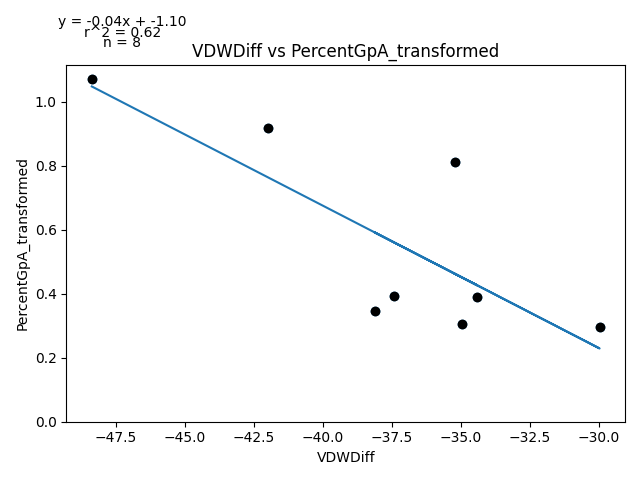 y = -0.04x + -1.10
r^2 = 0.62
n = 8
VDWDiff vs PercentGpA_transformed
PercentGpA_transformed
1.0
0.8
0.6
0.4
0.2
0.0
−47.5 −45.0 −42.5 −40.0 −37.5 −35.0 −32.5 −30.0
VDWDiff